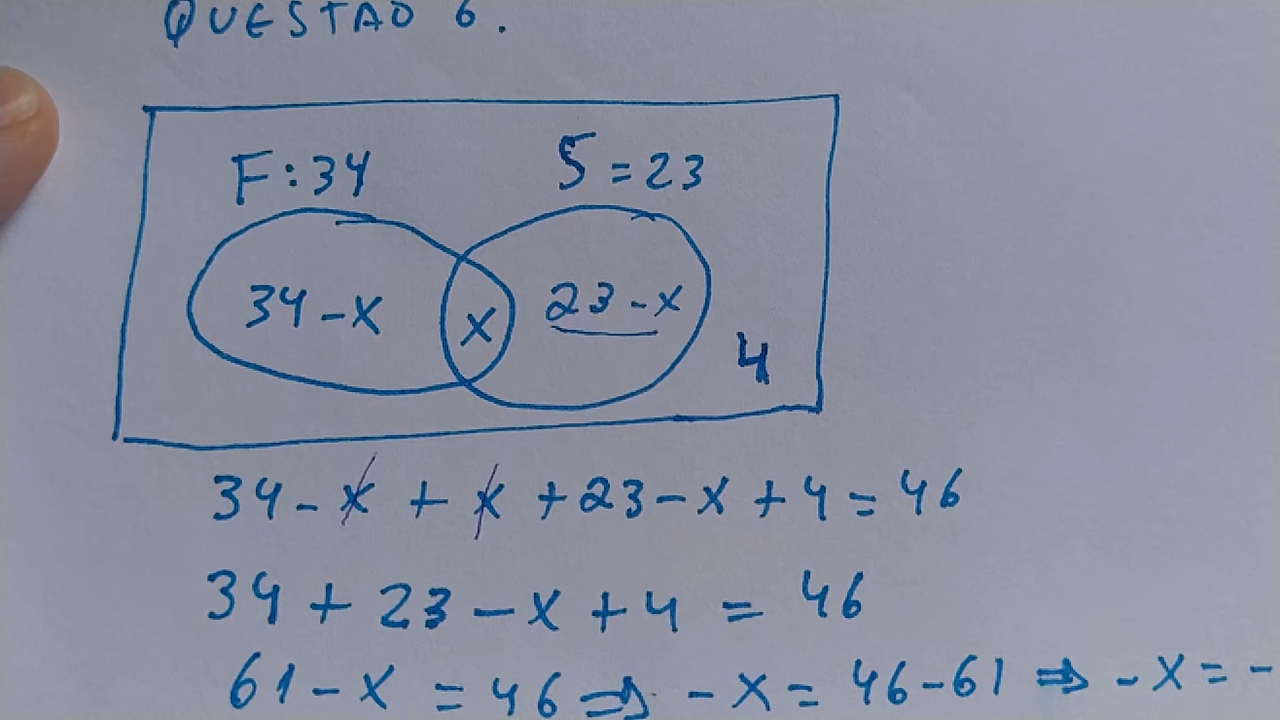 QUESTAO 6.
F:34 S=23
34-x x 23-x
4
34-x + x +23-x+4=46
34+23-x+4 = 46
61-x = 46 ⇒ -x= 46-61 ⇒ -x=-